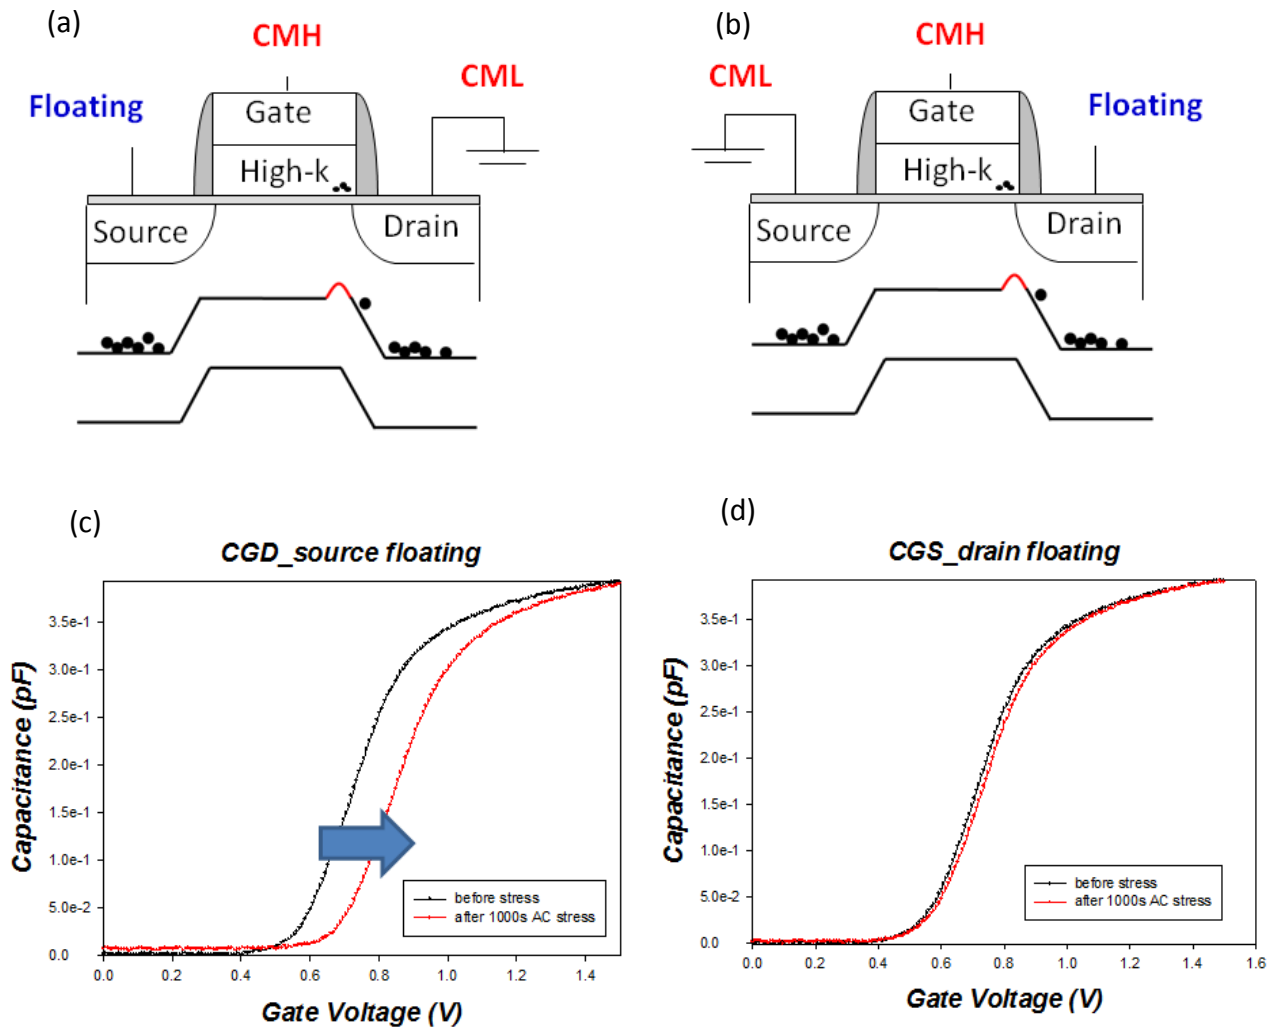 (a)
CMH
CML
Floating
Gate
High-k
Source
Drain
(b)
CMH
CML
Floating
Gate
High-k
Source
Drain
(c)
CGD_source floating
Capacitance (pF)
3.5e-1
3.0e-1
2.5e-1
2.0e-1
1.5e-1
1.0e-1
5.0e-2
0.0
before stress
after 1000s AC stress
0.0 0.2 0.4 0.6 0.8 1.0 1.2 1.4
Gate Voltage (V)
(d)
CGS_drain floating
Capacitance (pF)
3.5e-1
3.0e-1
2.5e-1
2.0e-1
1.5e-1
1.0e-1
5.0e-2
0.0
before stress
after 1000s AC stress
0.0 0.2 0.4 0.6 0.8 1.0 1.2 1.4 1.6
Gate Voltage (V)